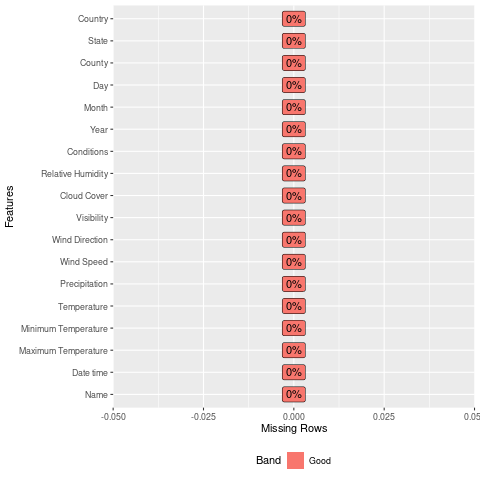 Features
Country 0%
State 0%
County 0%
Day 0%
Month 0%
Year 0%
Conditions 0%
Relative Humidity 0%
Cloud Cover 0%
Visibility 0%
Wind Direction 0%
Wind Speed 0%
Precipitation 0%
Temperature 0%
Minimum Temperature 0%
Maximum Temperature 0%
Date time 0%
Name 0%
-0.050 -0.025 0.000 0.025 0.05
Missing Rows
Band Good